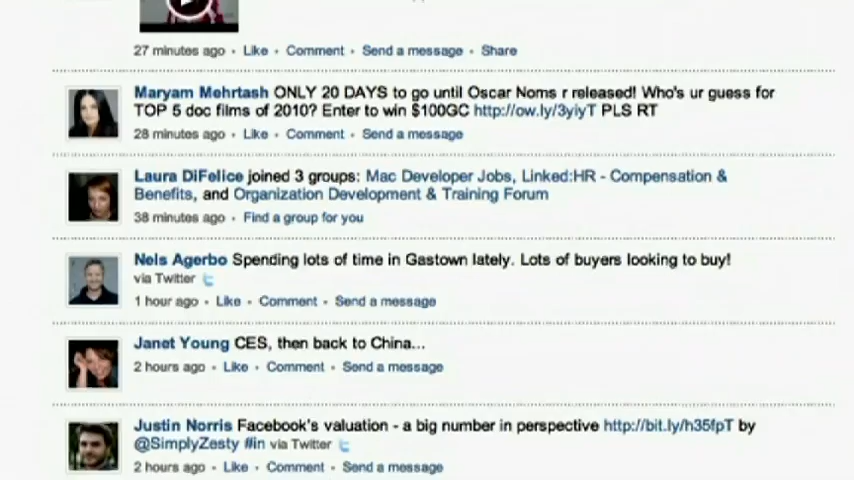 27 minutes ago • Like • Comment • Send a message • Share
Maryam Mehrtash ONLY 20 DAYS to go until Oscar Noms r released! Who's ur guess for
TOP 5 doc films of 2010? Enter to win $100GC http://ow.ly/3yiyT PLS RT
28 minutes ago • Like • Comment • Send a message
Laura DiFelice joined 3 groups: Mac Developer Jobs, Linked:HR - Compensation &
Benefits, and Organization Development & Training Forum
38 minutes ago • Find a group for you
Nels Agerbo Spending lots of time in Gastown lately. Lots of buyers looking to buy!
via Twitter
1 hour ago • Like • Comment • Send a message
Janet Young CES, then back to China...
2 hours ago • Like • Comment • Send a message
Justin Norris Facebook's valuation - a big number in perspective http://bit.ly/h35fpT by
@SimplyZesty #in via Twitter
2 hours ago • Like • Comment • Send a message